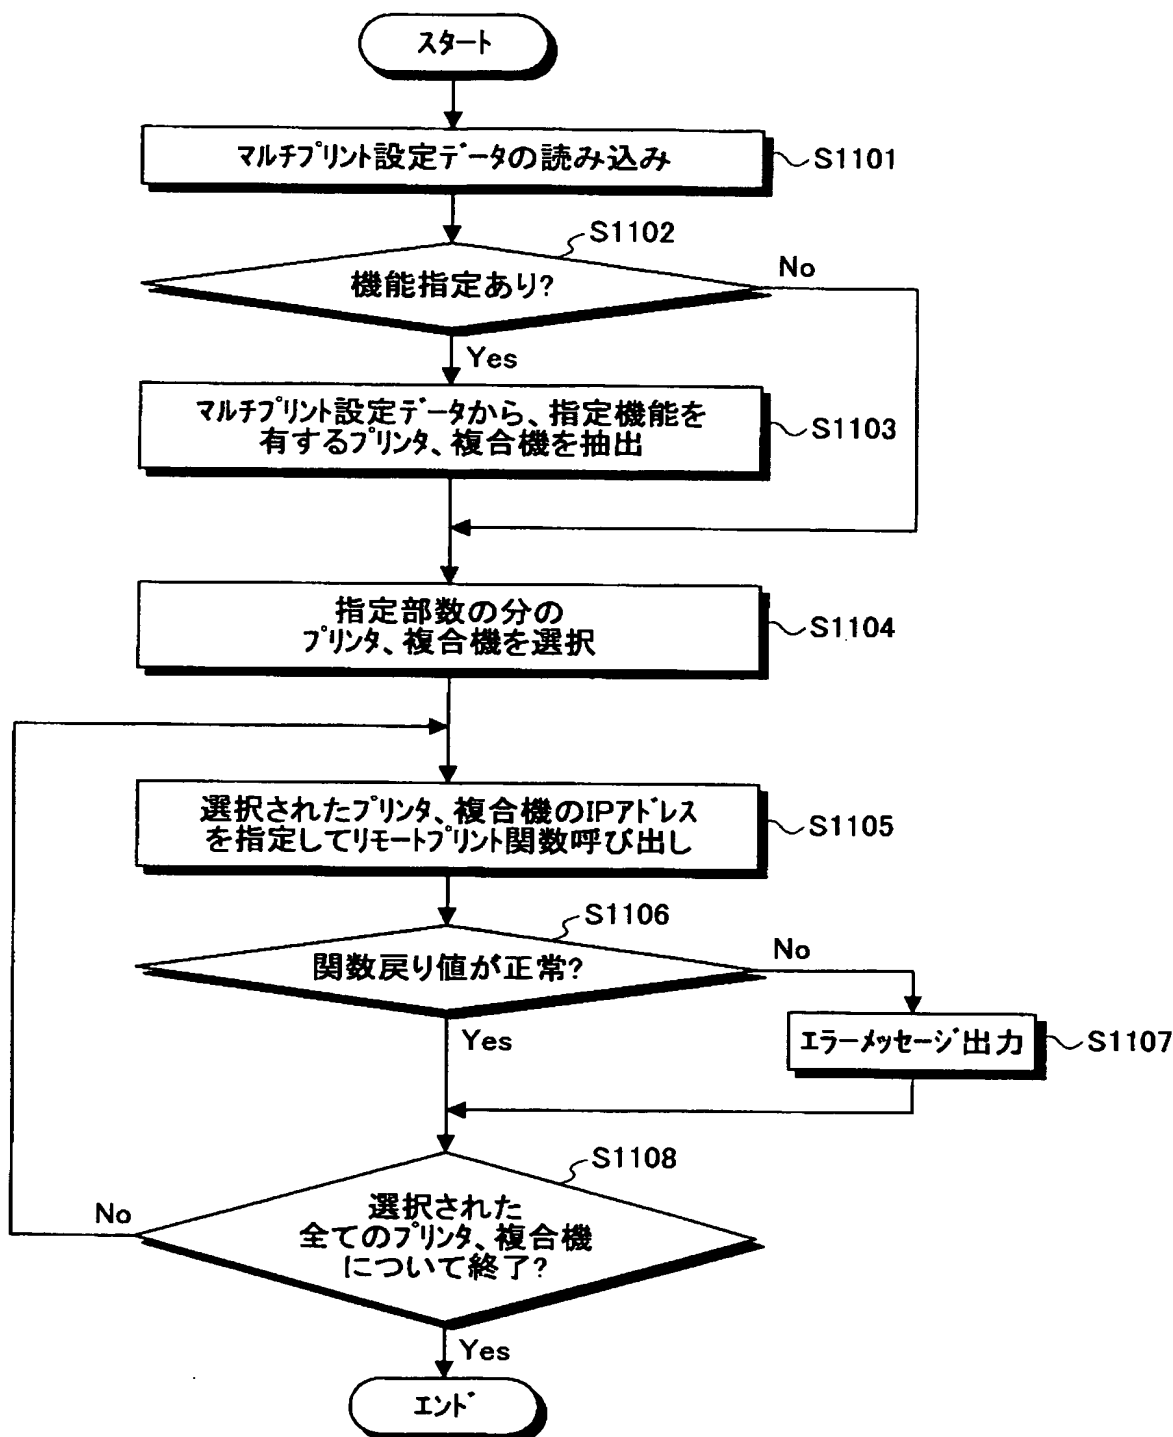 スタート
マルチプリント設定データの読み込み
S1101
S1102
機能指定あり?
No
Yes
マルチプリント設定データから、指定機能を
有するプリンタ、複合機を抽出
S1103
指定部数の分の
プリンタ、複合機を選択
S1104
選択されたプリンタ、複合機のIPアドレス
を指定してリモートプリント関数呼び出し
S1105
S1106
関数戻り値が正常?
No
Yes
エラーメッセージ出力
S1107
S1108
選択された
全てのプリンタ、複合機
について終了?
No
Yes
エンド